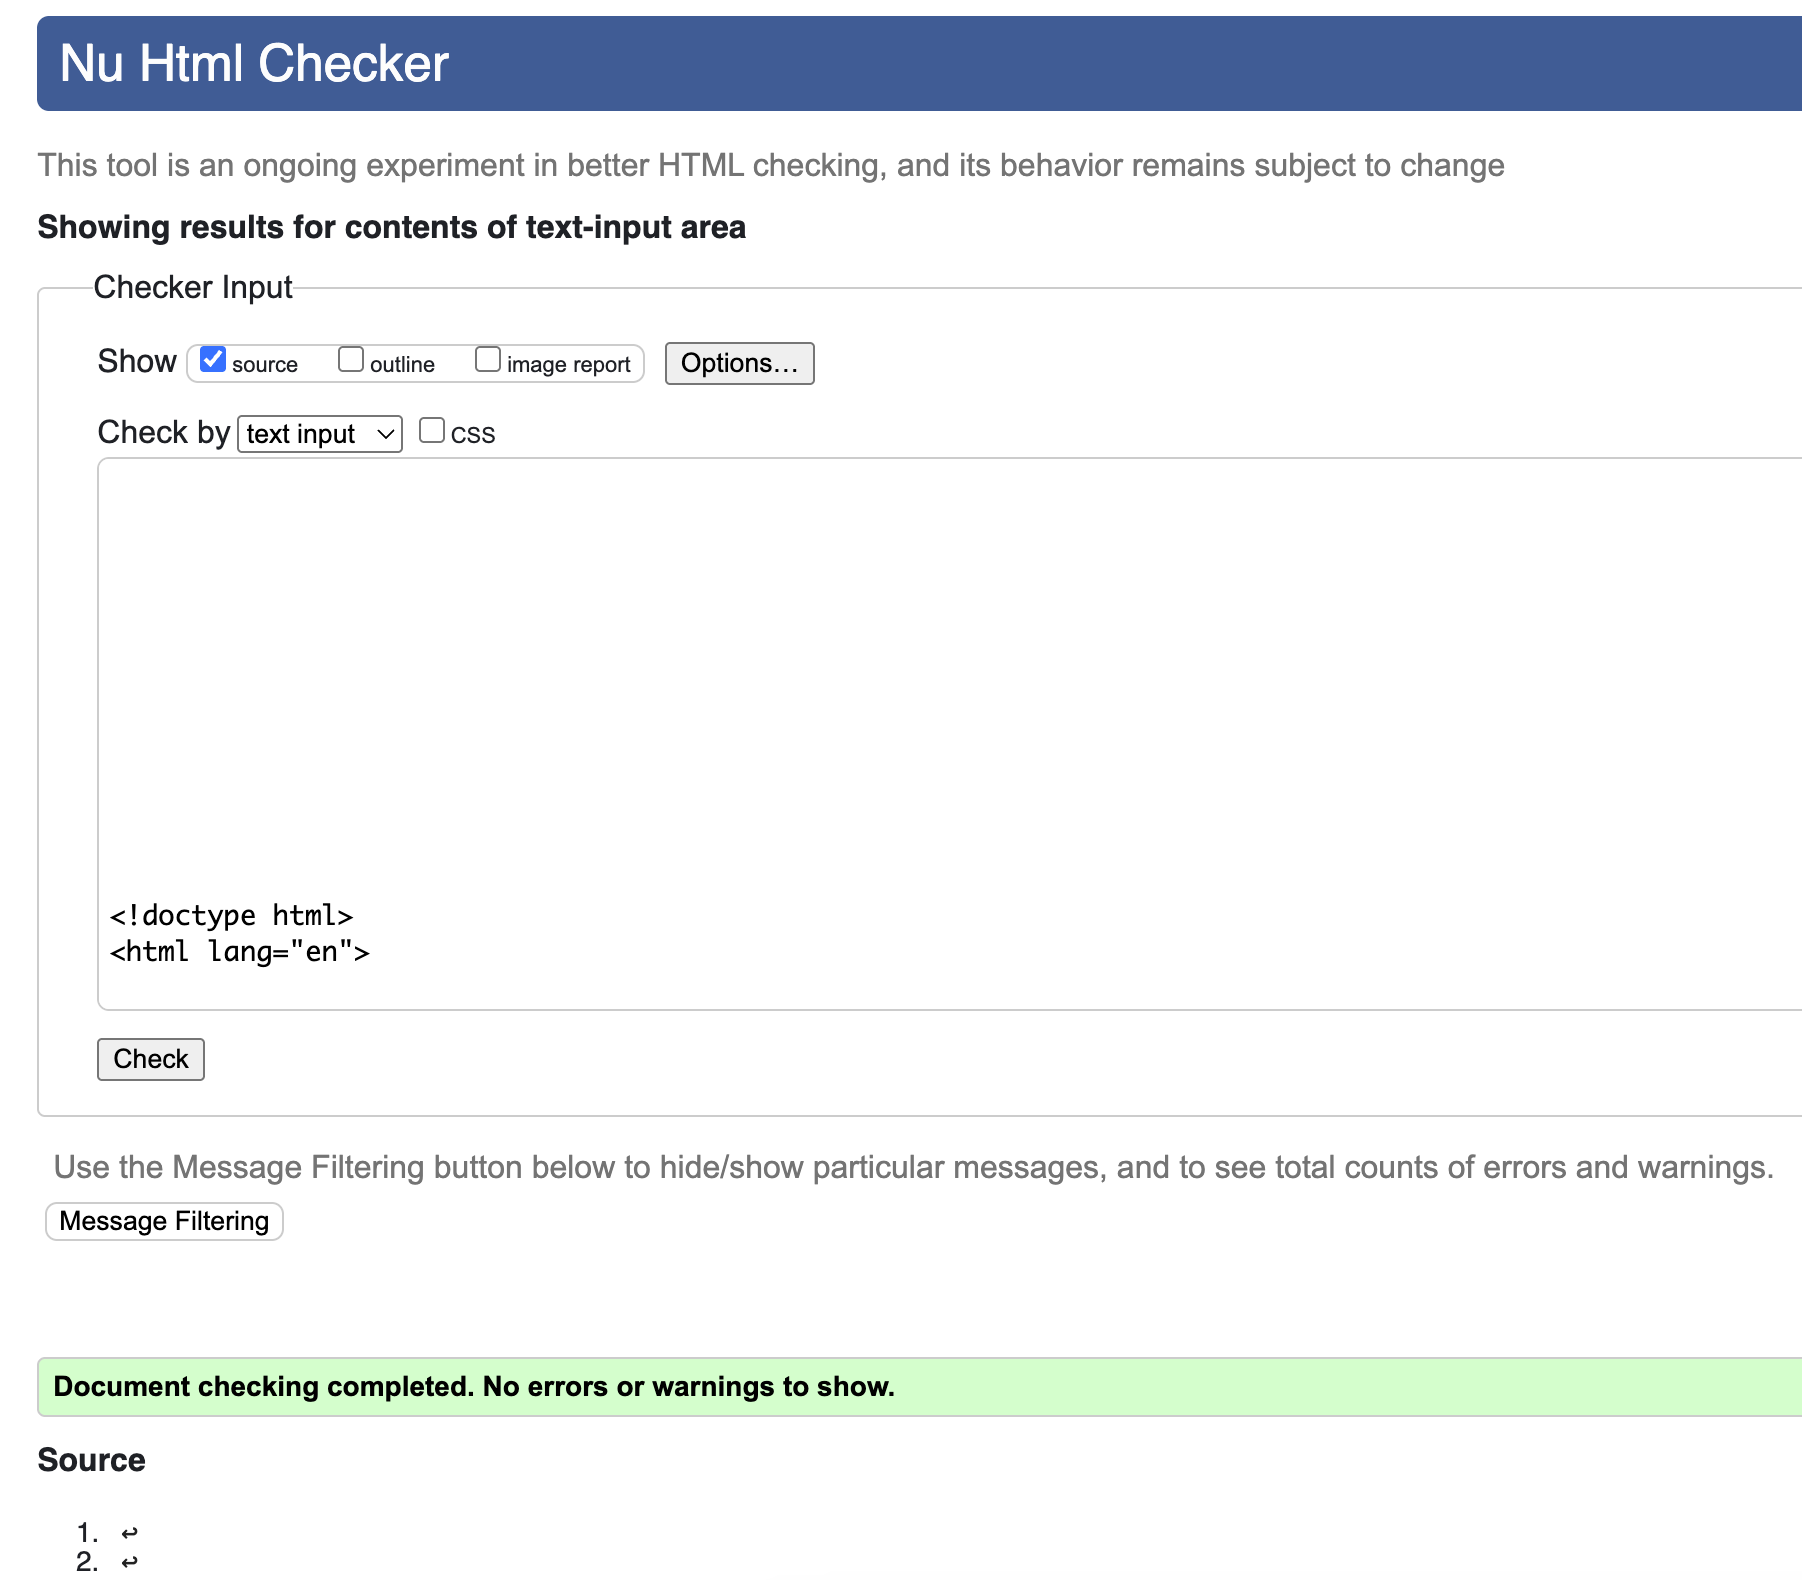 Nu Html Checker
This tool is an ongoing experiment in better HTML checking, and its behavior remains subject to change
Showing results for contents of text-input area
Checker Input
Show source outline image report Options…
Check by text input CSS
<!doctype html>
<html lang="en">
Check
Use the Message Filtering button below to hide/show particular messages, and to see total counts of errors and warnings.
Message Filtering
Document checking completed. No errors or warnings to show.
Source
1. ↩
2. ↩